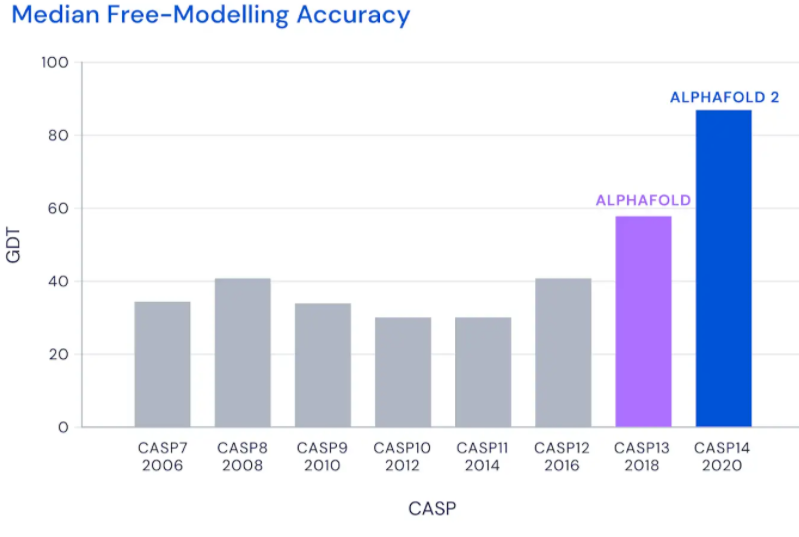 Median Free-Modelling Accuracy
100
ALPHAFOLD 2
80
ALPHAFOLD
60
GDT
40
20
0
CASP7 CASP8 CASP9 CASP10 CASP11 CASP12 CASP13 CASP14
2006 2008 2010 2012 2014 2016 2018 2020
CASP